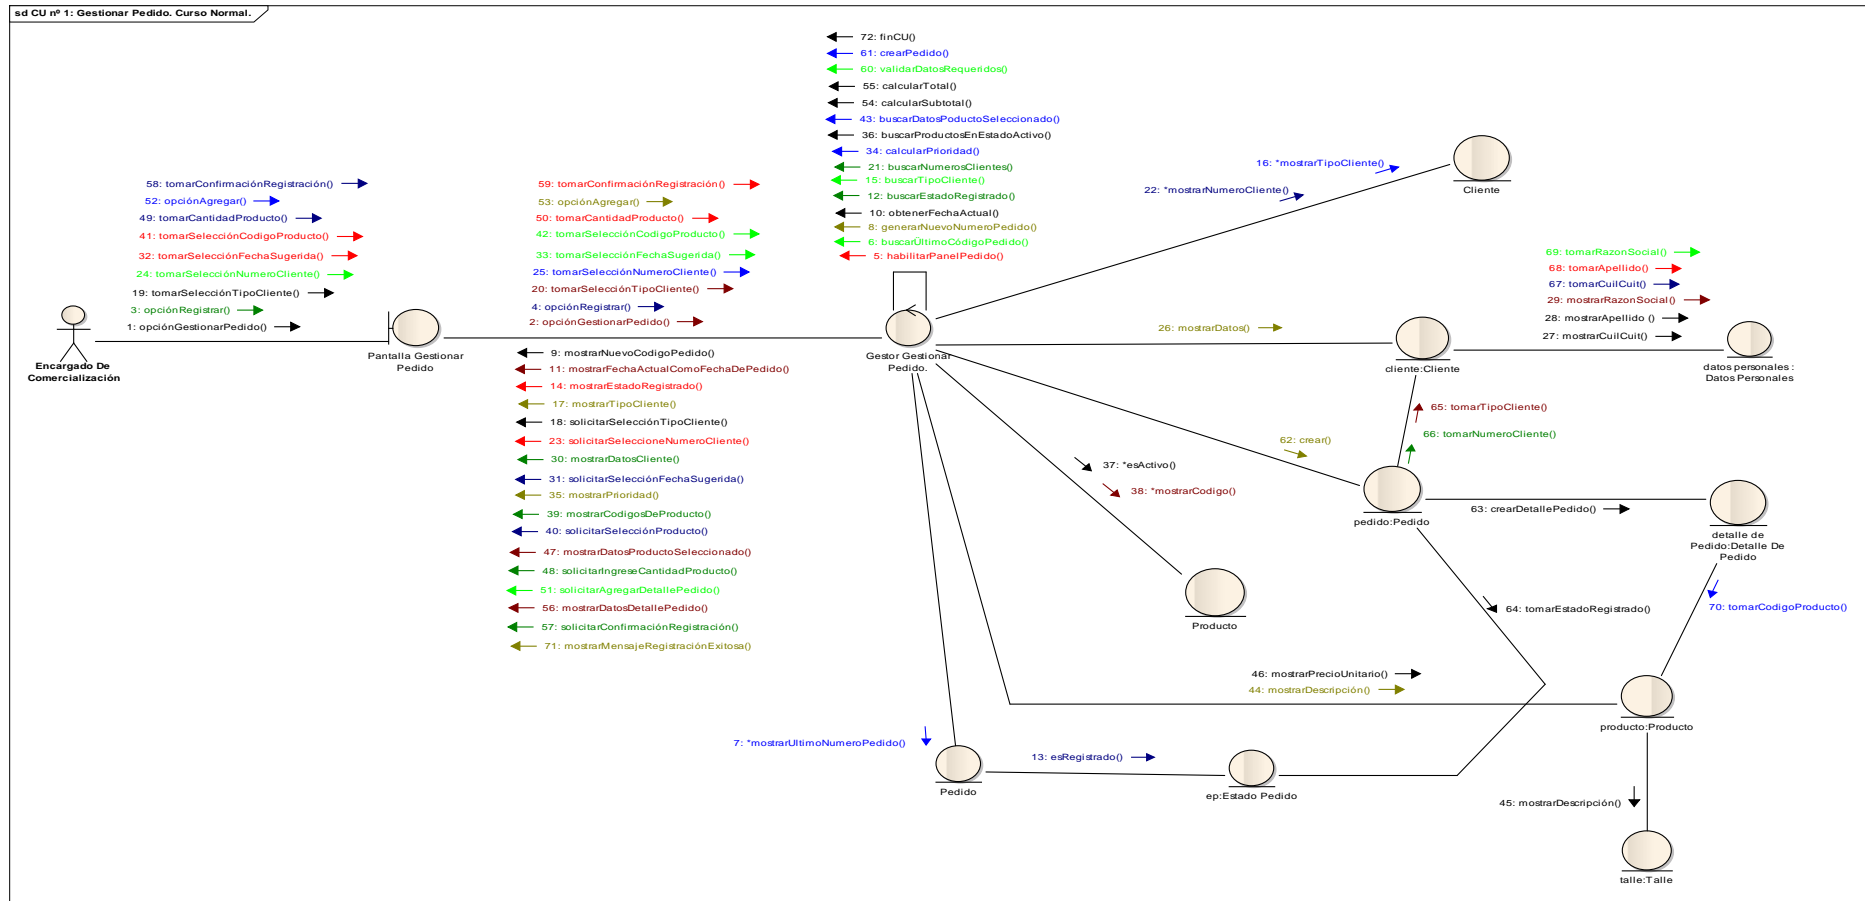 sd CU nº 1: Gestionar Pedido. Curso Normal.
72: finCU()
61: crearPedido()
60: validarDatosRequeridos()
55: calcularTotal()
54: calcularSubtotal()
43: buscarDatosPoductoSeleccionado()
36: buscarProductosEnEstadoActivo()
34: calcularPrioridad()
21: buscarNumerosClientes()
15: buscarTipoCliente()
12: buscarEstadoRegistrado()
10: obtenerFechaActual()
8: generarNuevoNumeroPedido()
6: buscarÚltimoCódigoPedido()
5: habilitarPanelPedido()
58: tomarConfirmaciónRegistración()
52: opciónAgregar()
49: tomarCantidadProducto()
41: tomarSelecciónCodigoProducto()
32: tomarSelecciónFechaSugerida()
24: tomarSelecciónNumeroCliente()
19: tomarSelecciónTipoCliente()
3: opciónRegistrar()
1: opciónGestionarPedido()
59: tomarConfirmaciónRegistración()
53: opciónAgregar()
50: tomarCantidadProducto()
42: tomarSelecciónCodigoProducto()
33: tomarSelecciónFechaSugerida()
25: tomarSelecciónNumeroCliente()
20: tomarSelecciónTipoCliente()
4: opciónRegistrar()
2: opciónGestionarPedido()
16: *mostrarTipoCliente()
22: *mostrarNumeroCliente()
Cliente
69: tomarRazonSocial()
68: tomarApellido()
67: tomarCuilCuit()
29: mostrarRazonSocial()
28: mostrarApellido ()
27: mostrarCuilCuit()
26: mostrarDatos()
Encargado De
Comercialización
Pantalla Gestionar
Pedido
Gestor Gestionar
Pedido.
cliente:Cliente
datos personales :
Datos Personales
9: mostrarNuevoCodigoPedido()
11: mostrarFechaActualComoFechaDePedido()
14: mostrarEstadoRegistrado()
17: mostrarTipoCliente()
18: solicitarSelecciónTipoCliente()
23: solicitarSeleccioneNumeroCliente()
30: mostrarDatosCliente()
31: solicitarSelecciónFechaSugerida()
35: mostrarPrioridad()
39: mostrarCodigosDeProducto()
40: solicitarSelecciónProducto()
47: mostrarDatosProductoSeleccionado()
48: solicitarIngreseCantidadProducto()
51: solicitarAgregarDetallePedido()
56: mostrarDatosDetallePedido()
57: solicitarConfirmaciónRegistración()
71: mostrarMensajeRegistraciónExitosa()
65: tomarTipoCliente()
66: tomarNumeroCliente()
62: crear()
37: *esActivo()
38: *mostrarCodigo()
pedido:Pedido
63: crearDetallePedido()
detalle de
Pedido:Detalle De
Pedido
64: tomarEstadoRegistrado()
70: tomarCodigoProducto()
Producto
46: mostrarPrecioUnitario()
44: mostrarDescripción()
producto:Producto
7: *mostrarUltimoNumeroPedido()
13: esRegistrado()
Pedido
ep:Estado Pedido
45: mostrarDescripción()
talle:Talle